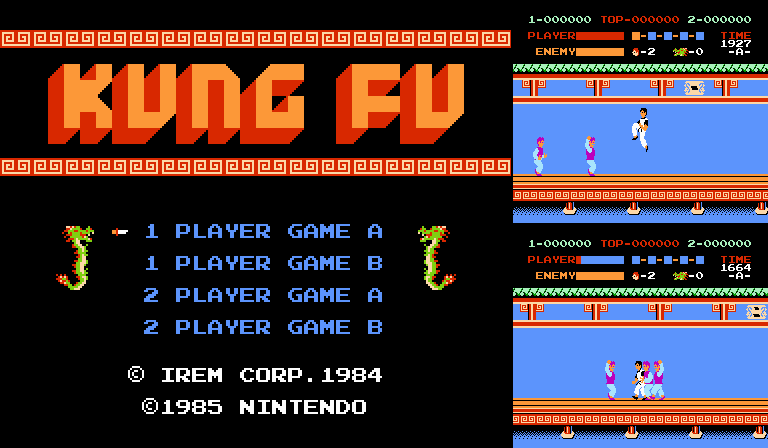 KUNG FU
1 PLAYER GAME A
1 PLAYER GAME B
2 PLAYER GAME A
2 PLAYER GAME B
© IREM CORP.1984
©1985 NINTENDO
1-000000 TOP-000000 2-000000
PLAYER TIME
1927
ENEMY -2 -0 -A-
1-000000 TOP-000000 2-000000
PLAYER TIME
1664
ENEMY -2 -0 -A-